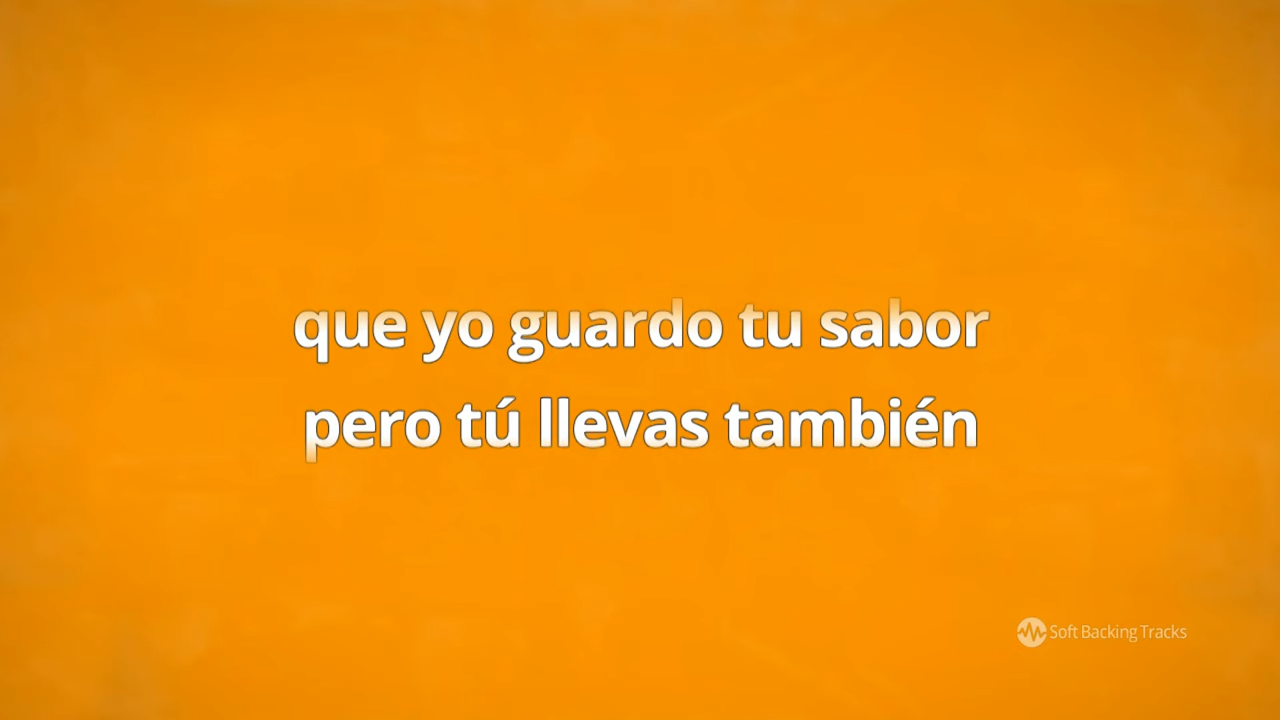 que yo guardo tu sabor
pero tú llevas también
Soft Backing Tracks